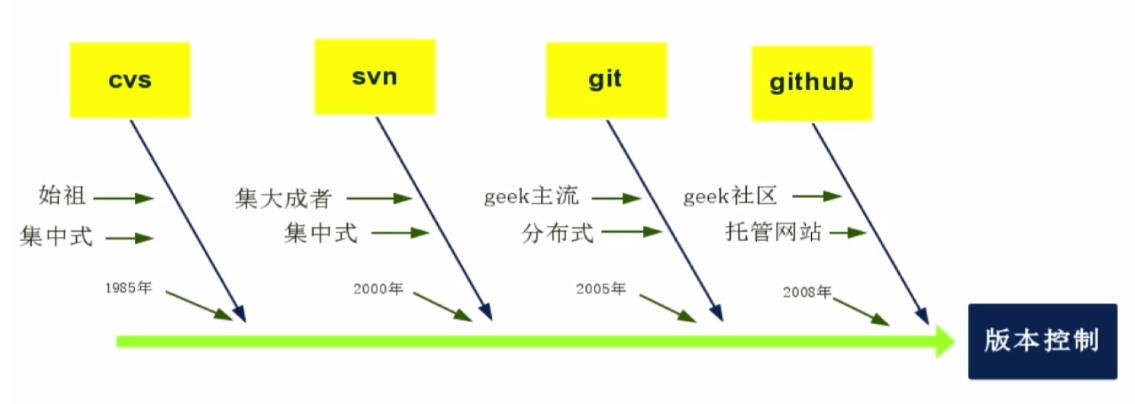 cvs
svn
git
github
始祖
集大成者
geek主流
geek社区
集中式
集中式
分布式
托管网站
1985年
2000年
2005年
2008年
版本控制